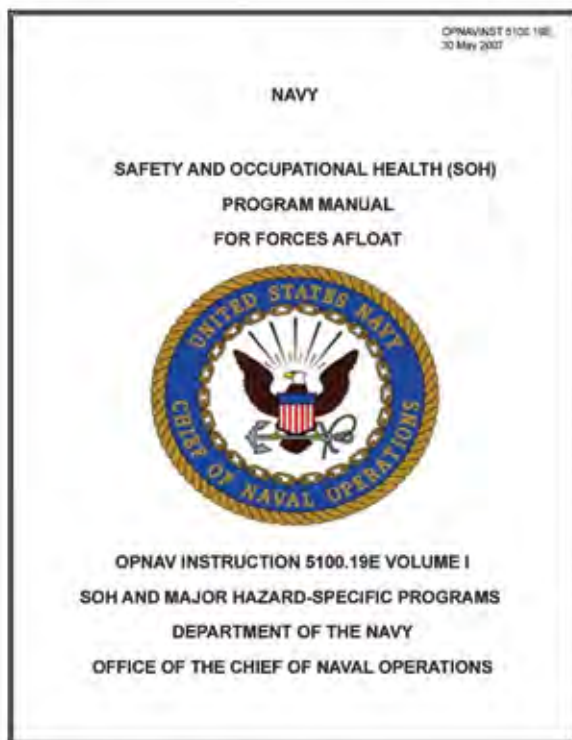 OPNAVINST 5100.19E
30 May 2007
NAVY
SAFETY AND OCCUPATIONAL HEALTH (SOH)
PROGRAM MANUAL
FOR FORCES AFLOAT
UNITED STATES NAVY
CHIEF OF NAVAL OPERATIONS
OPNAV INSTRUCTION 5100.19E VOLUME I
SOH AND MAJOR HAZARD-SPECIFIC PROGRAMS
DEPARTMENT OF THE NAVY
OFFICE OF THE CHIEF OF NAVAL OPERATIONS